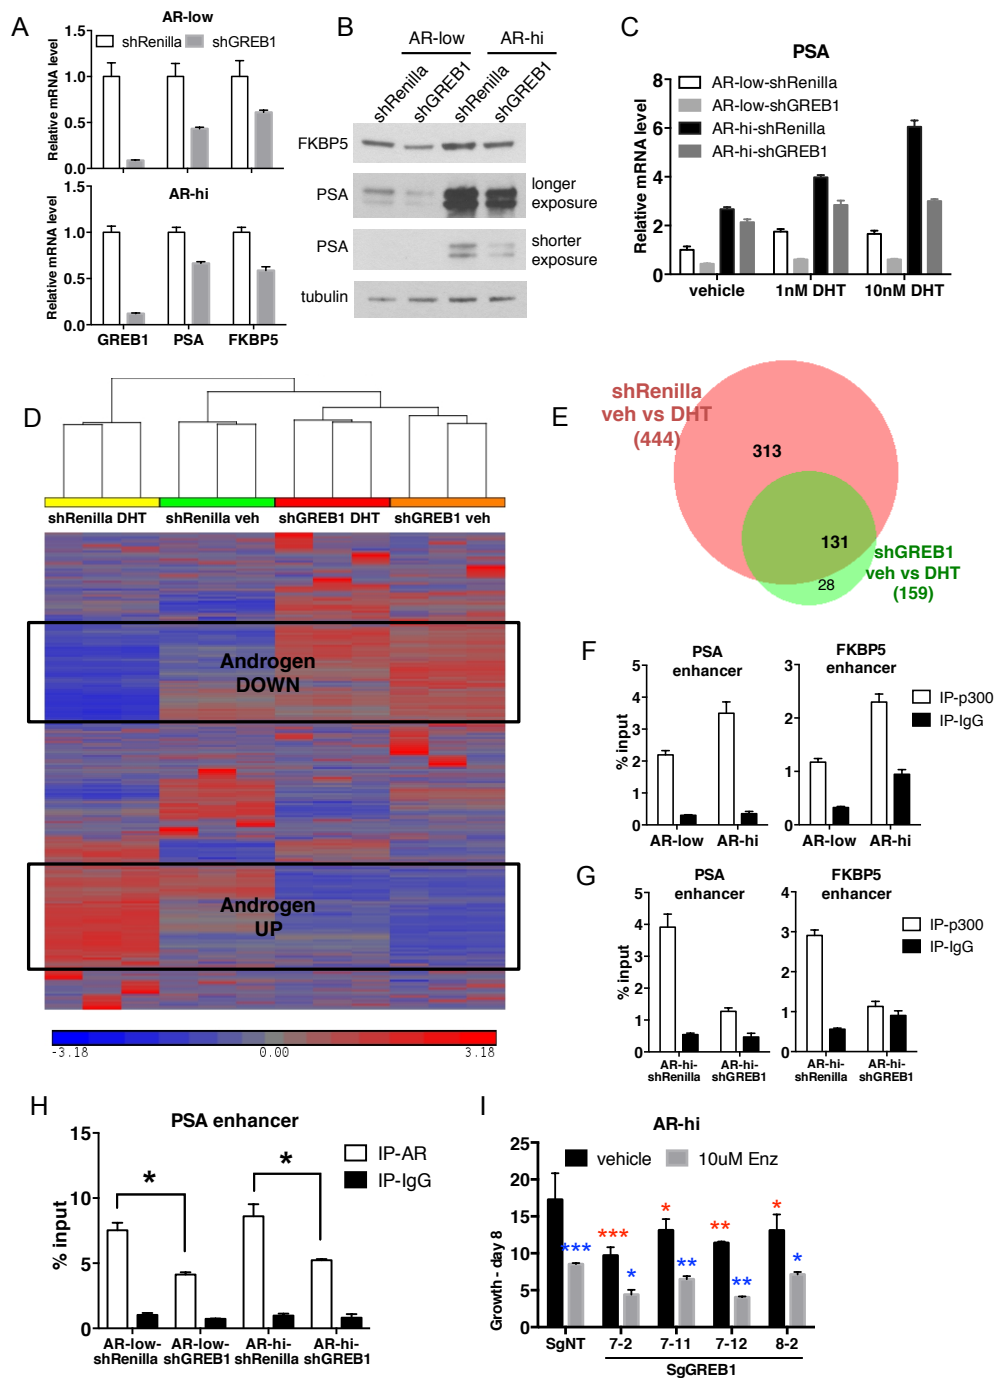 A
AR-low
shRenilla shGREB1
Relative mRNA level
1.5
1.0
0.5
0.0
AR-hi
Relative mRNA level
1.5
1.0
0.5
0.0
GREB1 PSA FKBP5
B
AR-low AR-hi
shRenilla shGREB1 shRenilla shGREB1
FKBP5
PSA longer exposure
PSA shorter exposure
tubulin
C
PSA
AR-low-shRenilla
AR-low-shGREB1
AR-hi-shRenilla
AR-hi-shGREB1
Relative mRNA level
8
6
4
2
0
vehicle 1nM DHT 10nM DHT
D
shRenilla DHT shRenilla veh shGREB1 DHT shGREB1 veh
Androgen
DOWN
Androgen
UP
-3.18 0.00 3.18
E
shRenilla
veh vs DHT
(444)
313
131
28
shGREB1
veh vs DHT
(159)
F
PSA
enhancer
% input
5
4
3
2
1
0
AR-low AR-hi
FKBP5
enhancer
3
2
1
0
AR-low AR-hi
IP-p300
IP-IgG
G
PSA
enhancer
% input
5
4
3
2
1
0
AR-hi-
shRenilla
AR-hi-
shGREB1
FKBP5
enhancer
4
3
2
1
0
AR-hi-
shRenilla
AR-hi-
shGREB1
IP-p300
IP-IgG
H
PSA enhancer
% input
15
10
5
0
* *
IP-AR
IP-IgG
AR-low-
shRenilla
AR-low-
shGREB1
AR-hi-
shRenilla
AR-hi-
shGREB1
I
AR-hi
vehicle 10uM Enz
Growth - day 8
25
20
15
10
5
0
*** *** * * ** ** ** * *
SgNT 7-2 7-11 7-12 8-2
SgGREB1